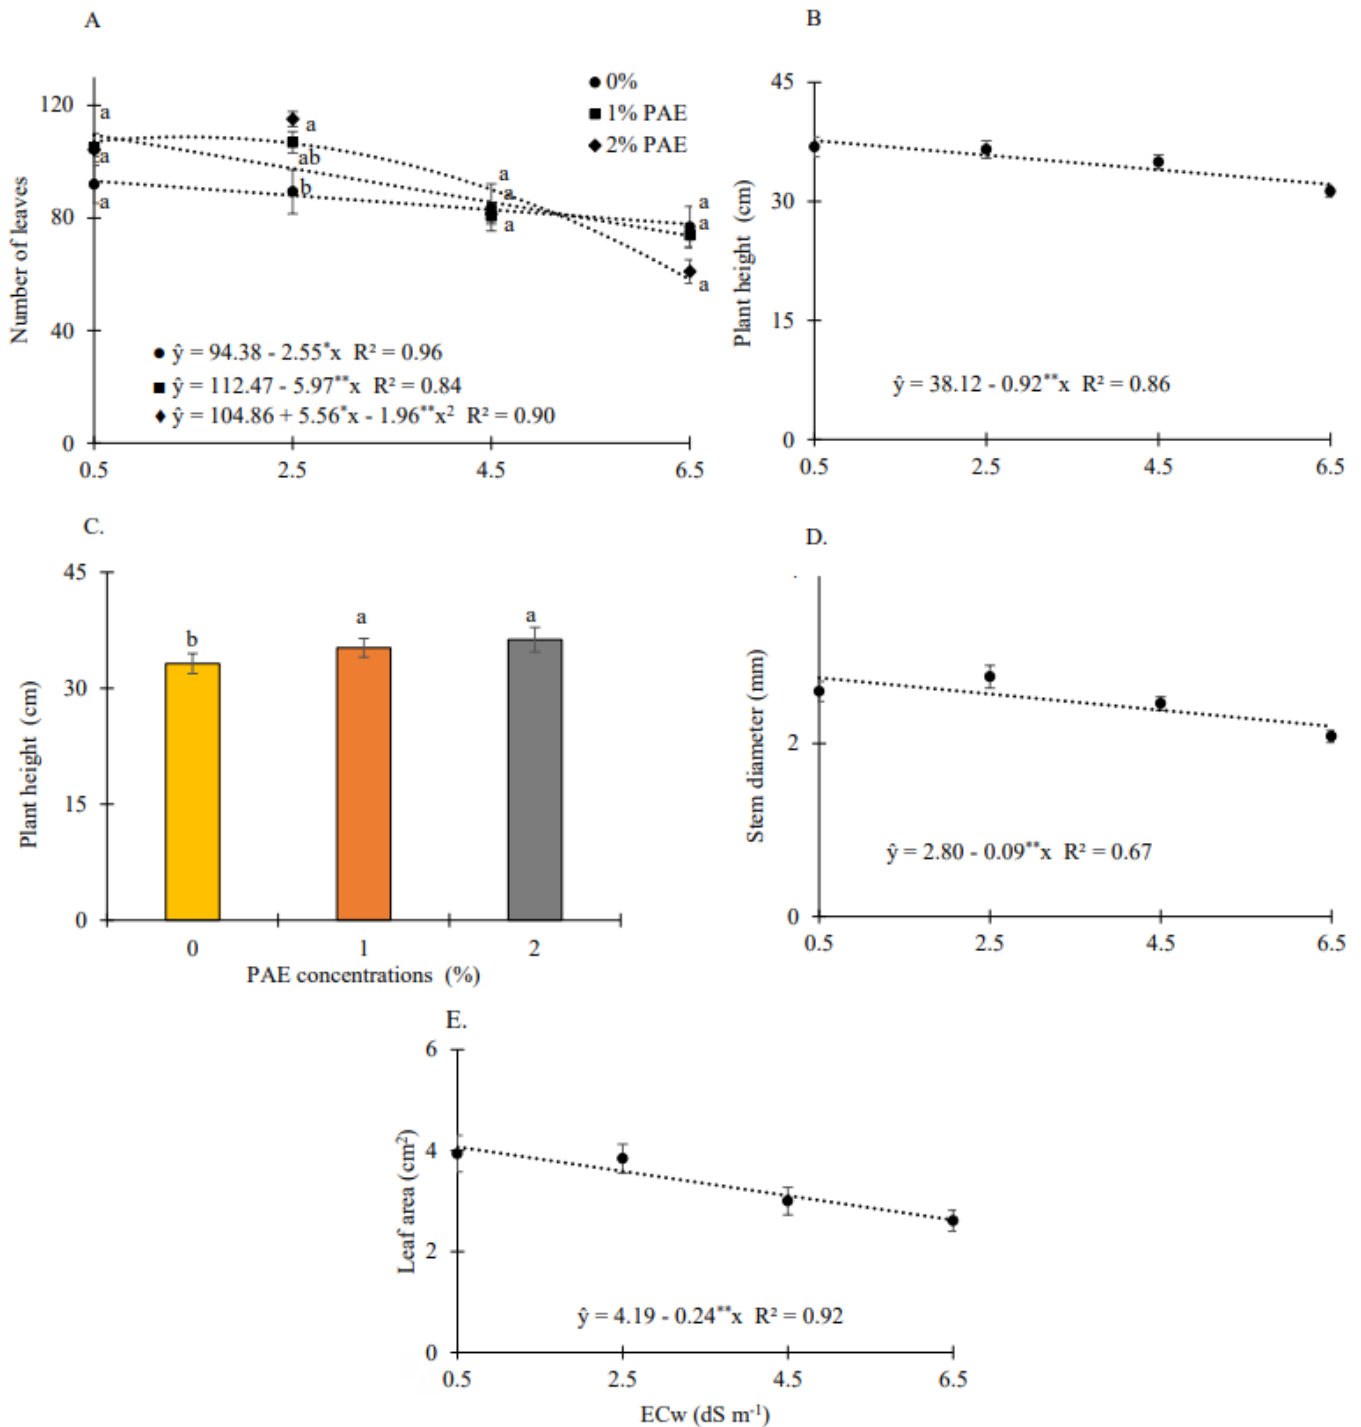 A
Number of leaves
120
80
40
0
0.5
2.5
4.5
6.5
● 0%
■ 1% PAE
◆ 2% PAE
a
a
a
a
ab
b
a
a
a
a
a
a
● ŷ = 94.38 - 2.55*x R² = 0.96
■ ŷ = 112.47 - 5.97**x R² = 0.84
♦ ŷ = 104.86 + 5.56*x - 1.96**x² R² = 0.90
B
Plant height (cm)
45
30
15
0
0.5
2.5
4.5
6.5
ŷ = 38.12 - 0.92**x R² = 0.86
C.
Plant height (cm)
45
30
15
0
b
a
a
0
1
2
PAE concentrations (%)
D.
Stem diameter (mm)
2
0
0.5
2.5
4.5
6.5
ŷ = 2.80 - 0.09**x R² = 0.67
E.
Leaf area (cm²)
6
4
2
0
0.5
2.5
4.5
6.5
ŷ = 4.19 - 0.24**x R² = 0.92
ECw (dS m⁻¹)